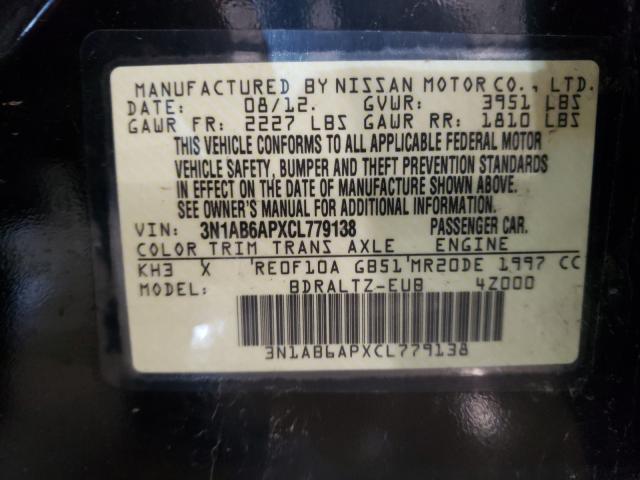 MANUFACTURED BY NISSAN MOTOR CO., LTD.
DATE: 08/12. GVWR: 3951 LBS
GAWR FR: 2227 LBS GAWR RR: 1810 LBS
THIS VEHICLE CONFORMS TO ALL APPLICABLE FEDERAL MOTOR
VEHICLE SAFETY, BUMPER AND THEFT PREVENTION STANDARDS
IN EFFECT ON THE DATE OF MANUFACTURE SHOWN ABOVE.
SEE OWNER'S MANUAL FOR ADDITIONAL INFORMATION
VIN: 3N1AB6APXCL779138 PASSENGER CAR.
COLOR TRIM TRANS AXLE ENGINE
KH3 X 'RE0F10A GB51'MR20DE 1997 CC
MODEL: BDRALTZ-EUB 4Z000
3N1AB6APXCL779138